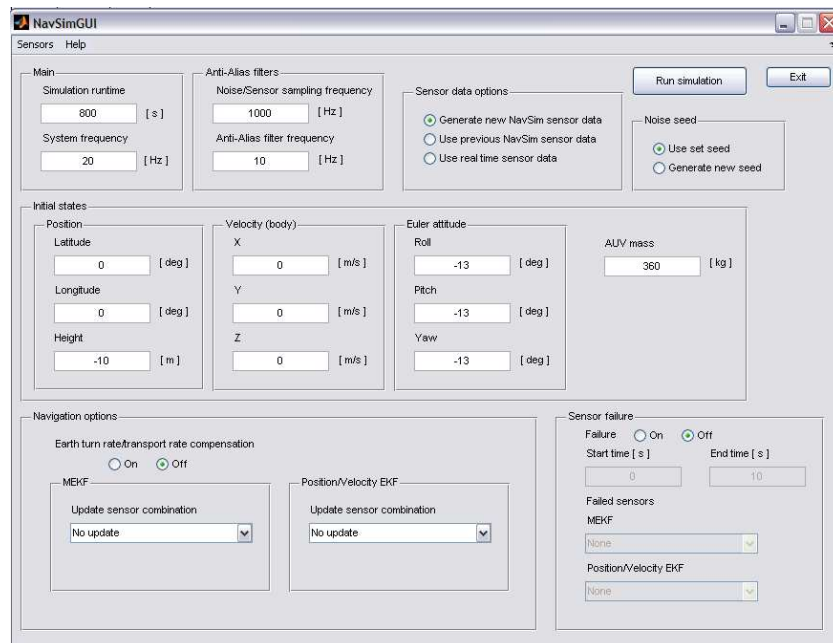 NavSimGUI
Sensors Help
Main
Simulation runtime
800 [ s ]
System frequency
20 [ Hz ]
Anti-Alias filters
Noise/Sensor sampling frequency
1000 [ Hz ]
Anti-Alias filter frequency
10 [ Hz ]
Sensor data options
Generate new NavSim sensor data
Use previous NavSim sensor data
Use real time sensor data
Run simulation
Exit
Noise seed
Use set seed
Generate new seed
Initial states
Position
Latitude
0 [ deg ]
Longitude
0 [ deg ]
Height
-10 [ m ]
Velocity (body)
X
0 [ m/s ]
Y
0 [ m/s ]
Z
0 [ m/s ]
Euler attitude
Roll
-13 [ deg ]
Pitch
-13 [ deg ]
Yaw
-13 [ deg ]
AUV mass
360 [ kg ]
Navigation options
Earth turn rate/transport rate compensation
On Off
MEKF
Update sensor combination
No update
Position/Velocity EKF
Update sensor combination
No update
Sensor failure
Failure On Off
Start time [ s ] End time [ s ]
0 10
Failed sensors
MEKF
None
Position/Velocity EKF
None